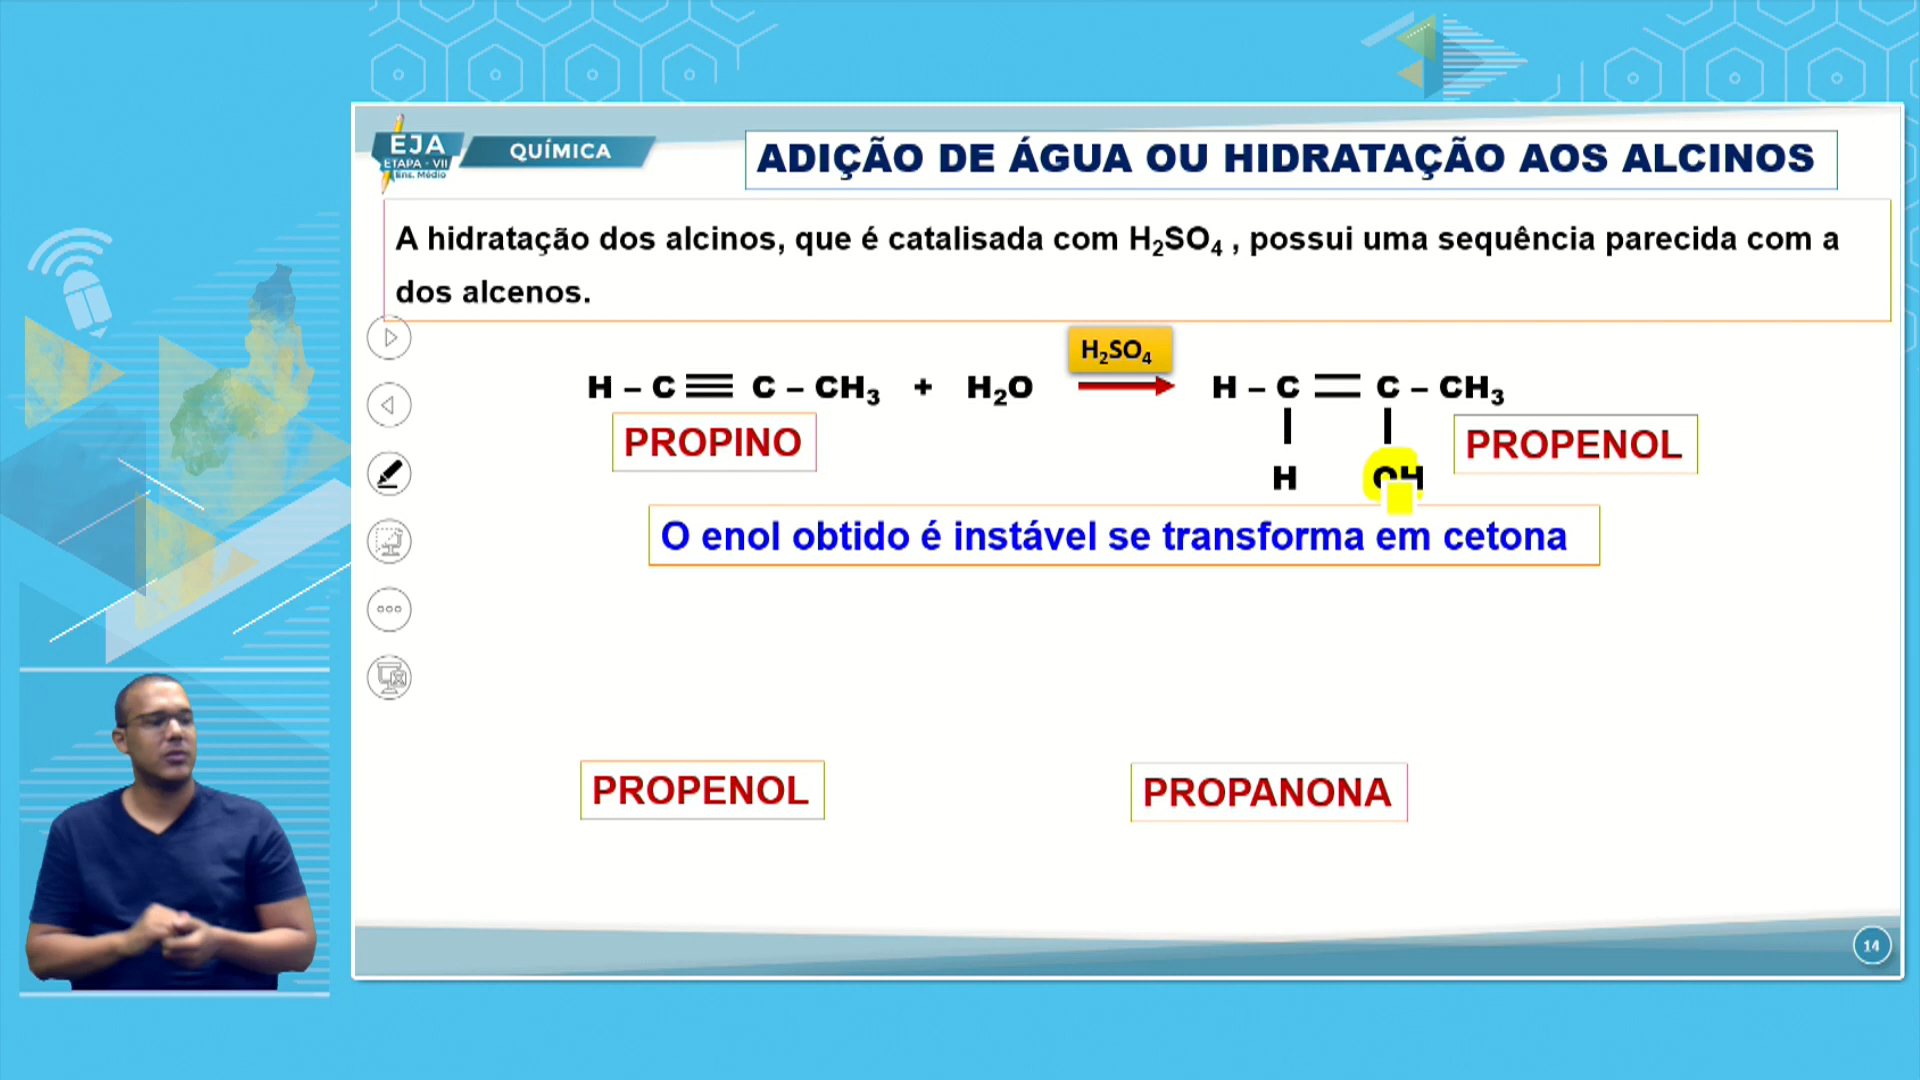 EJA
ETAPA - VII
Ens. Médio
QUÍMICA
ADIÇÃO DE ÁGUA OU HIDRATAÇÃO AOS ALCINOS
A hidratação dos alcinos, que é catalisada com H₂SO₄ , possui uma sequência parecida com a
dos alcenos.
H₂SO₄
H – C ≡ C – CH₃ + H₂O → H – C = C – CH₃
PROPINO
PROPENOL
H OH
O enol obtido é instável se transforma em cetona
PROPENOL
PROPANONA
14